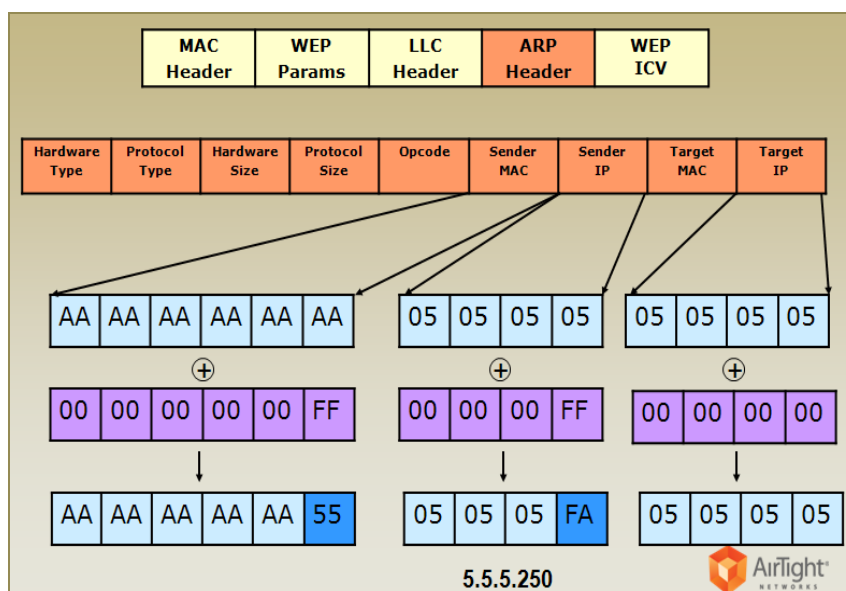 MAC Header WEP Params LLC Header ARP Header WEP ICV
Hardware Type Protocol Type Hardware Size Protocol Size Opcode Sender MAC Sender IP Target MAC Target IP
AA AA AA AA AA AA 05 05 05 05 05 05 05 05
+ + +
00 00 00 00 00 FF 00 00 00 FF 00 00 00 00
AA AA AA AA AA 55 05 05 05 FA 05 05 05 05
5.5.5.250
AirTight
NETWORKS